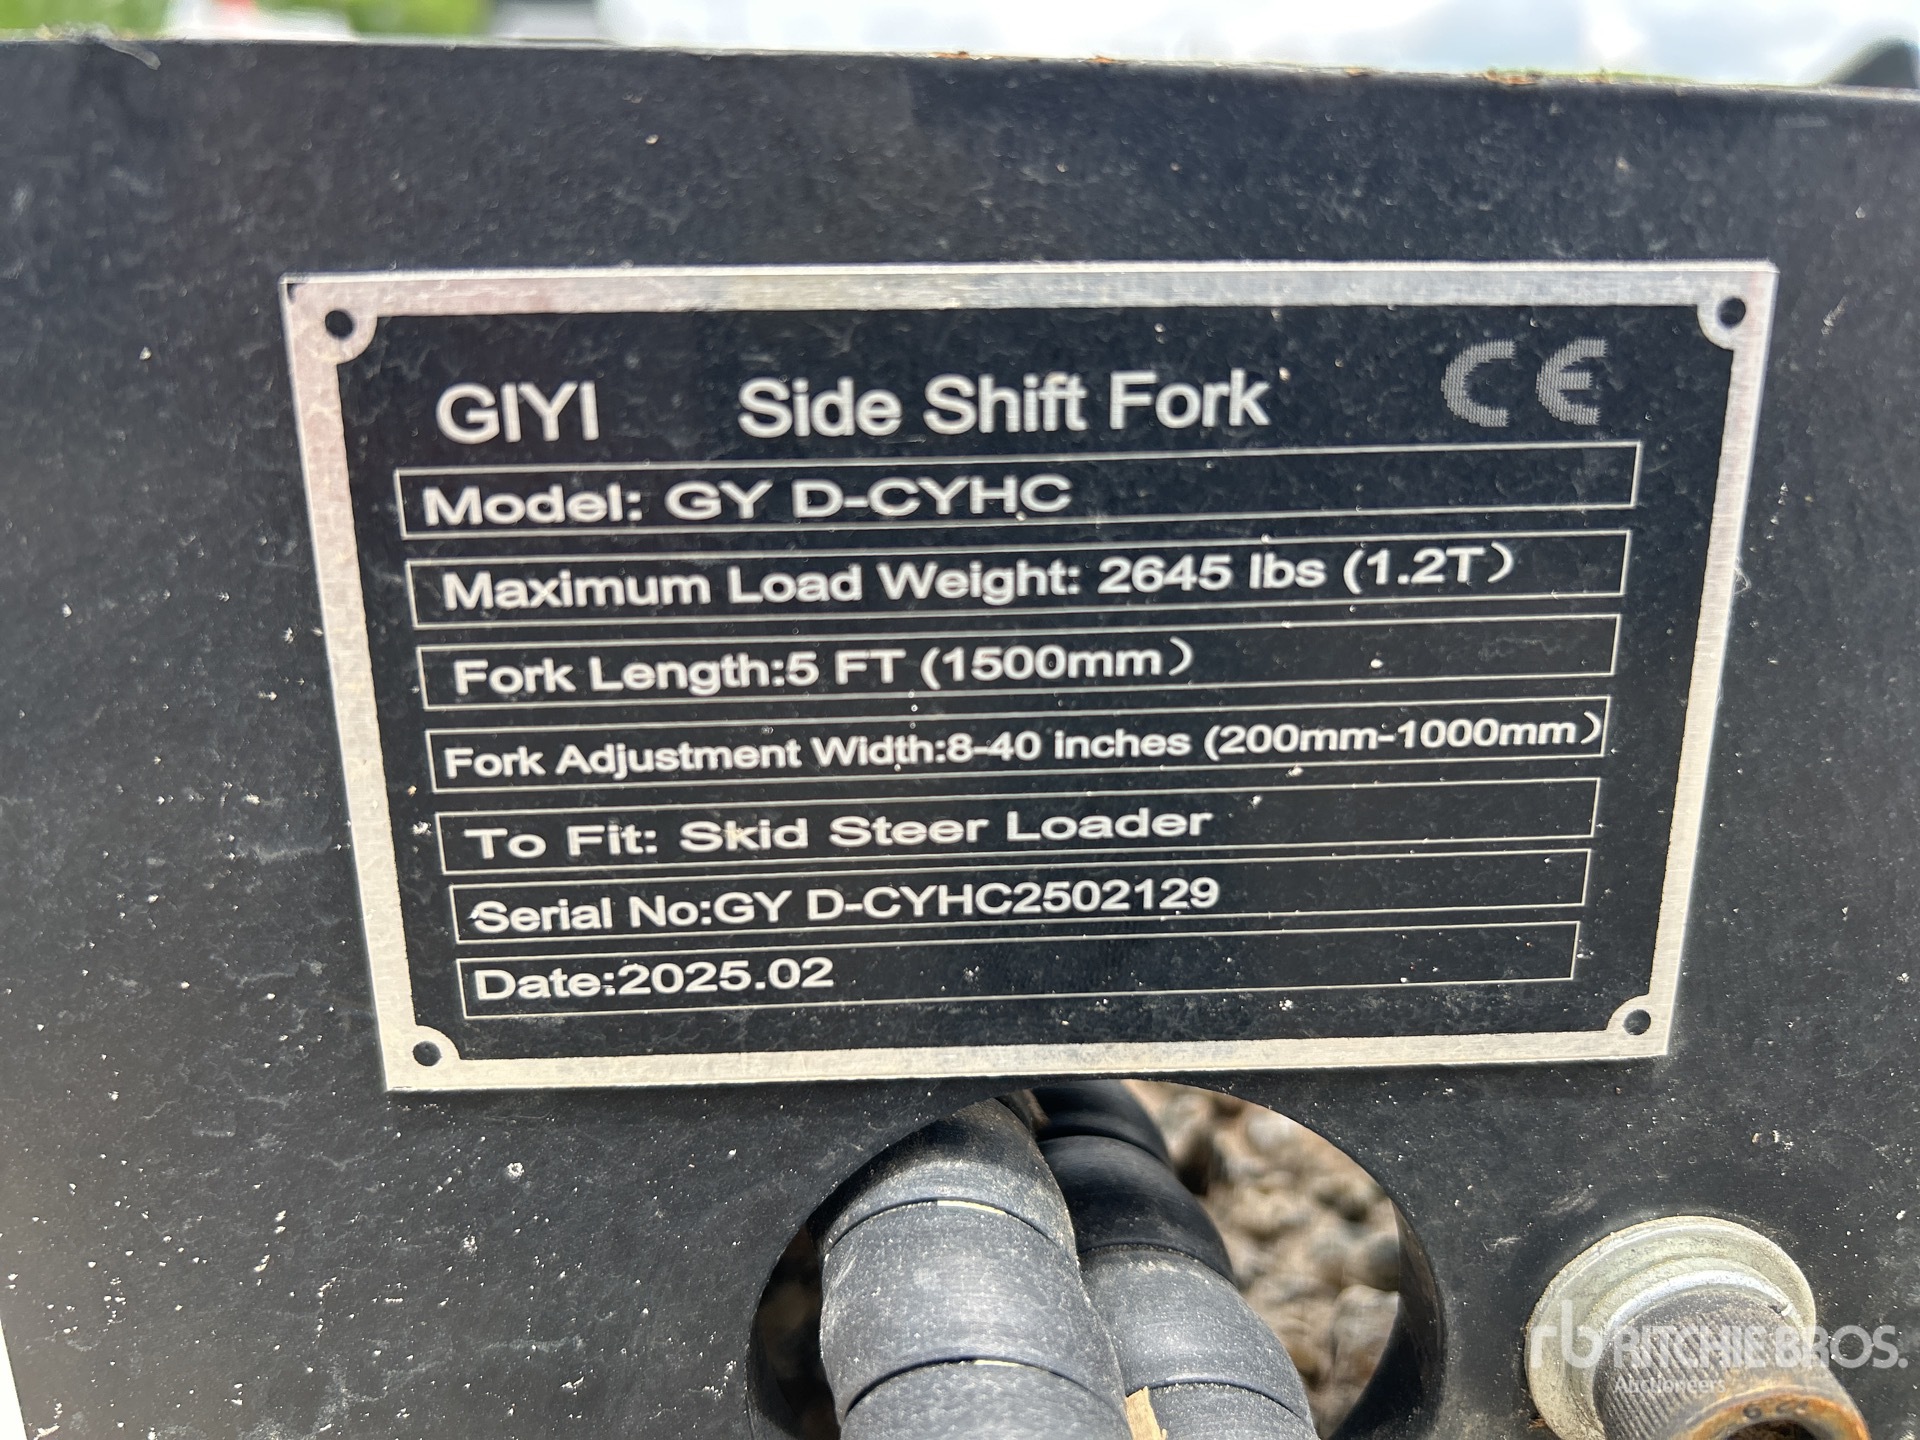 GIYI Side Shift Fork CE
Model: GY D-CYHC
Maximum Load Weight: 2645 lbs (1.2T)
Fork Length:5 FT (1500mm)
Fork Adjustment Width:8-40 inches (200mm-1000mm)
To Fit: Skid Steer Loader
Serial No:GY D-CYHC2502129
Date:2025.02
rb RITCHIE BROS.
Auctioneers